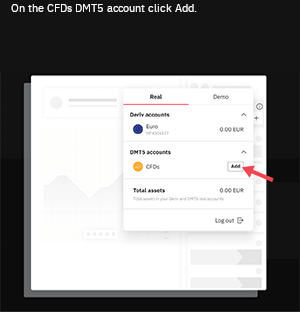 On the CFDs DMT5 account click Add.
Real Demo
Deriv accounts
Euro 0.00 EUR
DMT5 accounts
CFDs Add
Total assets 0.00 EUR
Total assets in your Deriv and DMT5 real accounts.
Log out